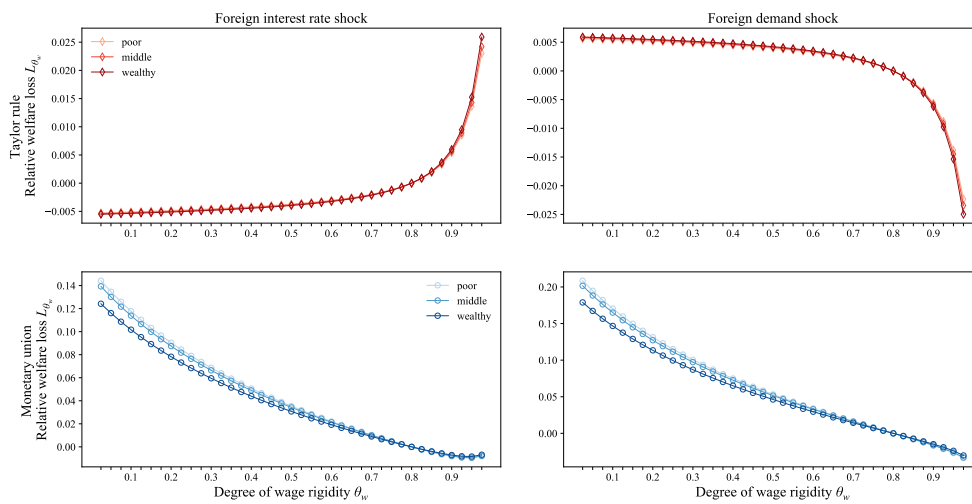 Foreign interest rate shock
Foreign demand shock
Taylor rule
Relative welfare loss L_{θ_w}
0.025
0.020
0.015
0.010
0.005
0.000
−0.005
poor
middle
wealthy
0.1 0.2 0.3 0.4 0.5 0.6 0.7 0.8 0.9
0.005
0.000
−0.005
−0.010
−0.015
−0.020
−0.025
0.1 0.2 0.3 0.4 0.5 0.6 0.7 0.8 0.9
Monetary union
Relative welfare loss L_{θ_w}
0.14
0.12
0.10
0.08
0.06
0.04
0.02
0.00
poor
middle
wealthy
0.1 0.2 0.3 0.4 0.5 0.6 0.7 0.8 0.9
Degree of wage rigidity θ_w
0.20
0.15
0.10
0.05
0.00
0.1 0.2 0.3 0.4 0.5 0.6 0.7 0.8 0.9
Degree of wage rigidity θ_w